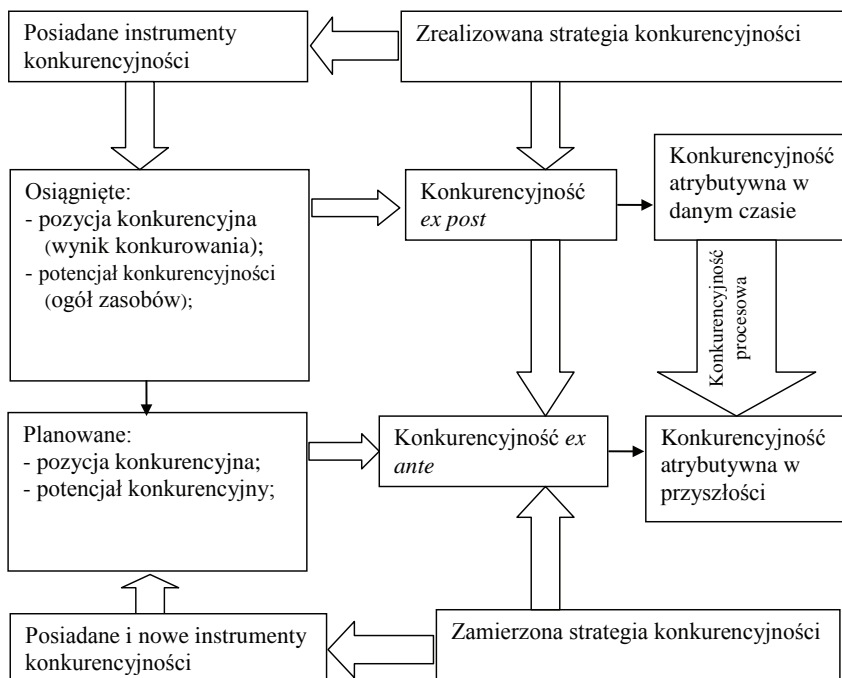 Posiadane instrumenty
konkurencyjności
Zrealizowana strategia konkurencyjności
Osiągnięte:
- pozycja konkurencyjna
(wynik konkurowania);
- potencjał konkurencyjności
(ogół zasobów);
Konkurencyjność
ex post
Konkurencyjność
atrybutywna w
danym czasie
Konkurencyjność
procesowa
Planowane:
- pozycja konkurencyjna;
- potencjał konkurencyjny;
Konkurencyjność ex
ante
Konkurencyjność
atrybutywna w
przyszłości
Posiadane i nowe instrumenty
konkurencyjności
Zamierzona strategia konkurencyjności